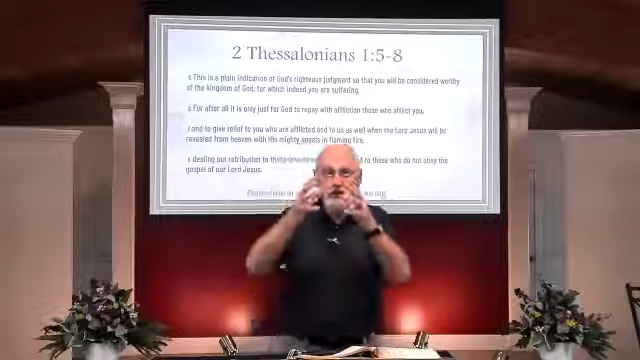 2 Thessalonians 1:5-8
5 This is a plain indication of God's righteous judgment so that you will be considered worthy
of the kingdom of God, for which indeed you are suffering.
6 For after all it is only just for God to repay with affliction those who afflict you,
7 and to give relief to you who are afflicted and to us as well when the Lord Jesus will be
revealed from heaven with His mighty angels in flaming fire,
8 dealing out retribution to to those who do not obey the
gospel of our Lord Jesus.